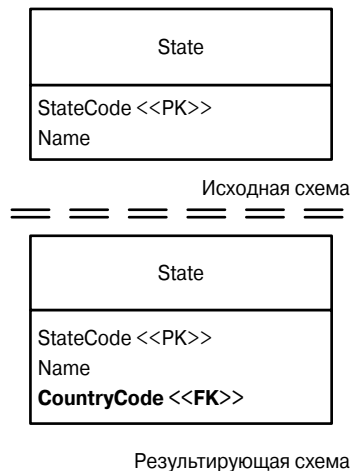 State
StateCode <<PK>>
Name
Исходная схема
State
StateCode <<PK>>
Name
CountryCode <<FK>>
Результирующая схема